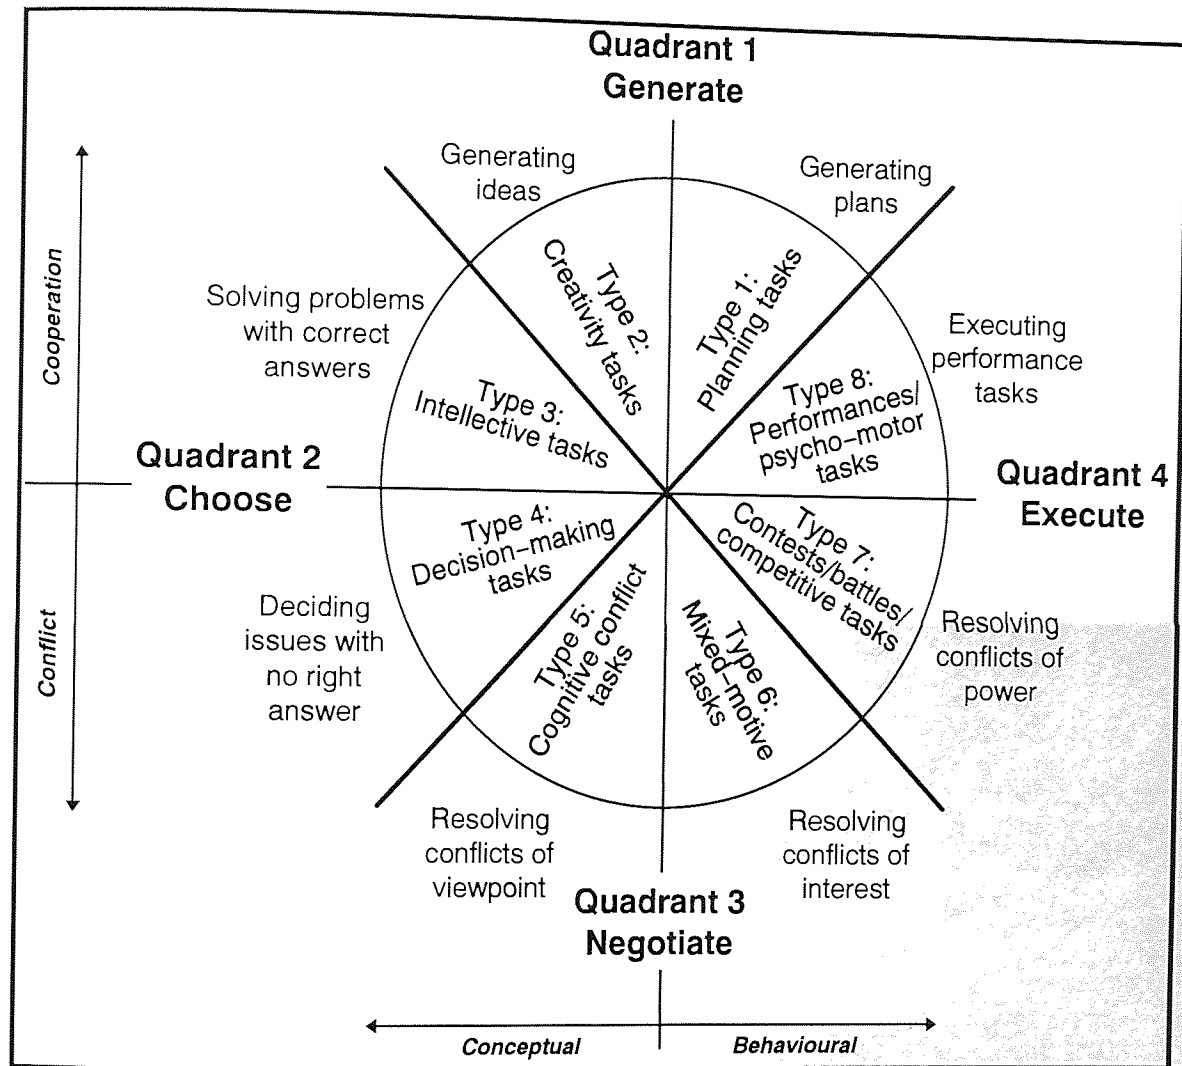 Quadrant 1
Generate
Generating
ideas
Generating
plans
Cooperation
Solving problems
with correct
answers
Type 2:
Creativity tasks
Type 1:
Planning tasks
Executing
performance
tasks
Type 3:
Intellective tasks
Type 8:
Performances/
psycho-motor
tasks
Quadrant 2
Choose
Quadrant 4
Execute
Type 4:
Decision-making
tasks
Type 7:
Contests/battles/
competitive tasks
Conflict
Deciding
issues with
no right
answer
Type 5:
Cognitive conflict
tasks
Type 6:
Mixed-motive
tasks
Resolving
conflicts of
power
Resolving
conflicts of
viewpoint
Resolving
conflicts of
interest
Quadrant 3
Negotiate
Conceptual
Behavioural